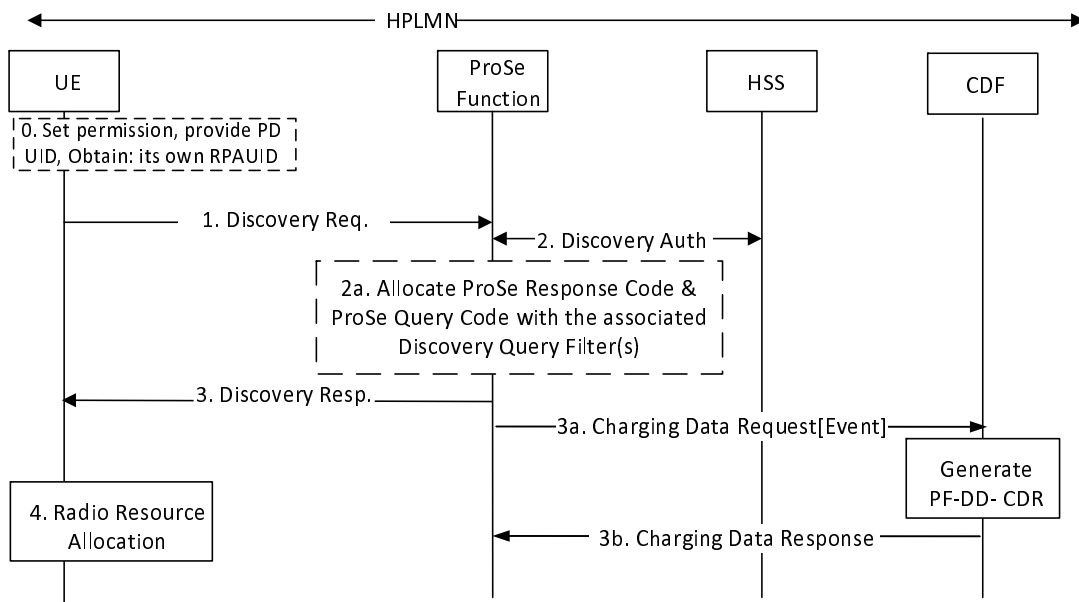 HPLMN
UE
ProSe
Function
HSS
CDF
0. Set permission, provide PD
UID, Obtain: its own RPAUID
1. Discovery Req.
2. Discovery Auth
2a. Allocate ProSe Response Code &
ProSe Query Code with the associated
Discovery Query Filter(s)
3. Discovery Resp.
3a. Charging Data Request[Event]
Generate
PF-DD- CDR
4. Radio Resource
Allocation
3b. Charging Data Response